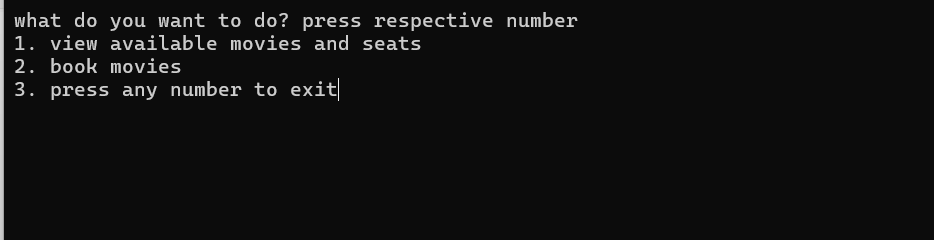 what do you want to do? press respective number
1. view available movies and seats
2. book movies
3. press any number to exit